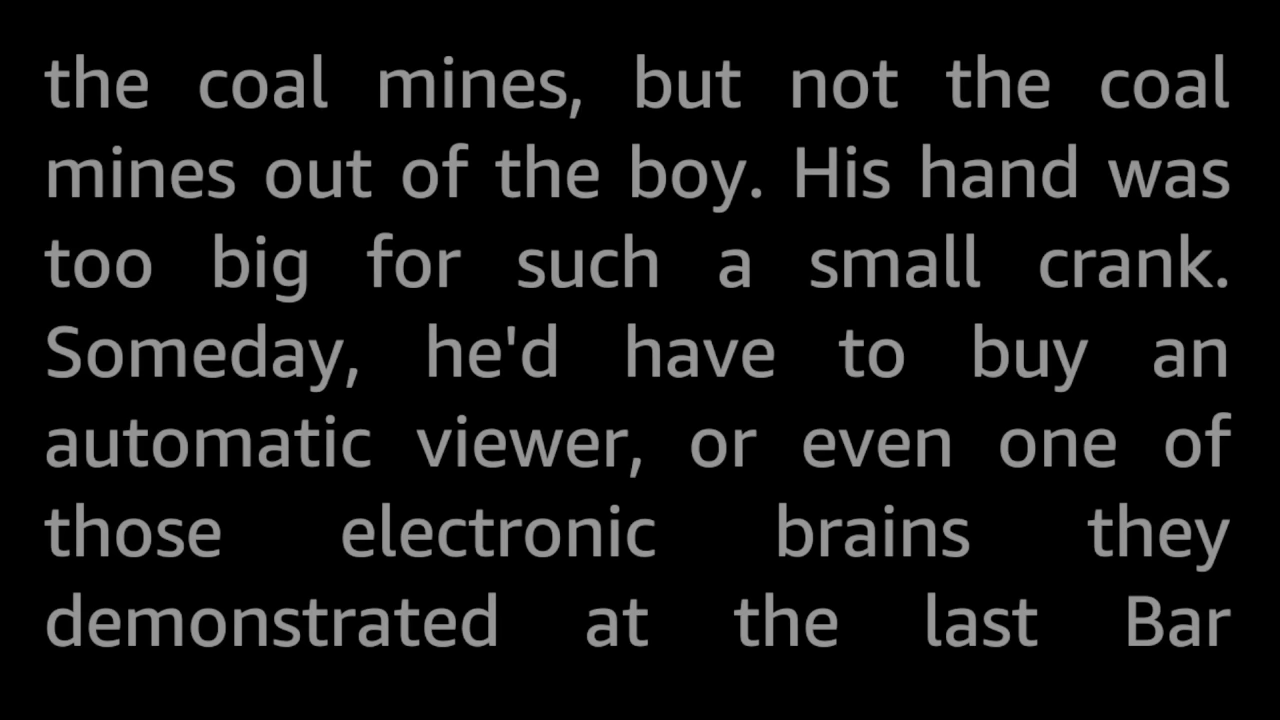 the coal mines, but not the coal
mines out of the boy. His hand was
too big for such a small crank.
Someday, he'd have to buy an
automatic viewer, or even one of
those electronic brains they
demonstrated at the last Bar